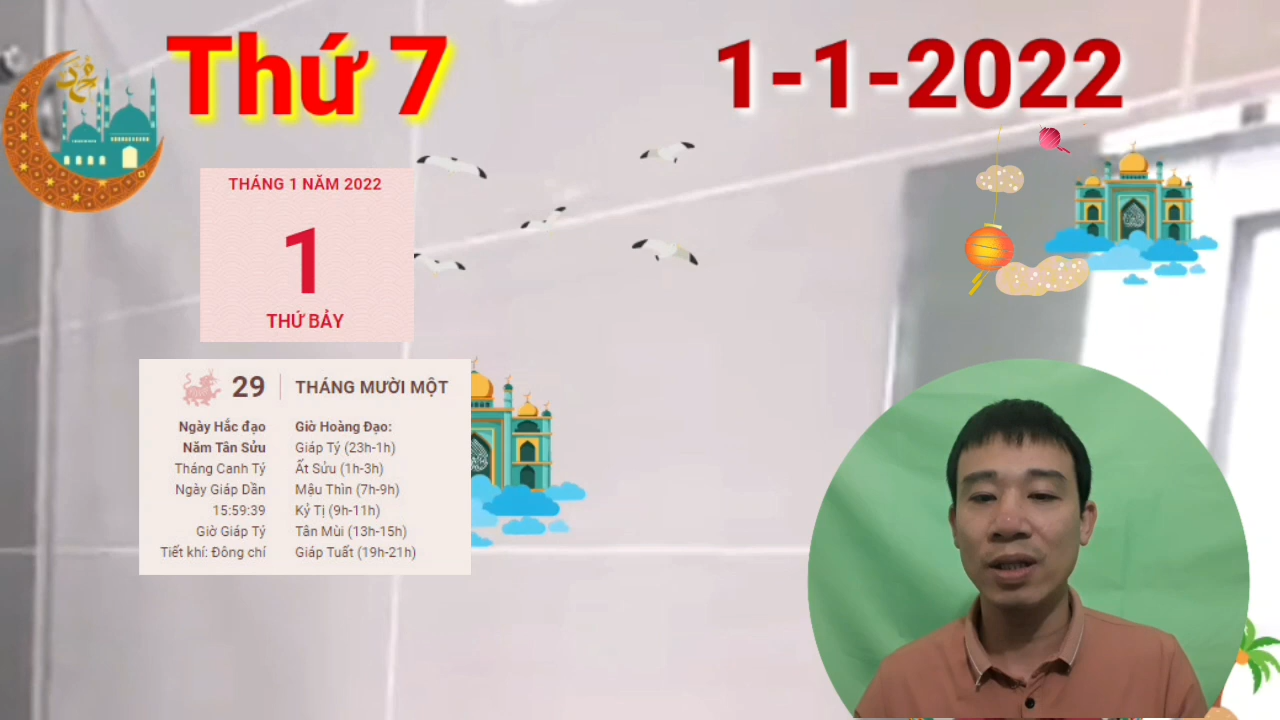 Thứ 7
1-1-2022
THÁNG 1 NĂM 2022
1
THỨ BẢY
29
THÁNG MƯỜI MỘT
Ngày Hắc đạo
Năm Tân Sửu
Tháng Canh Tý
Ngày Giáp Dần
15:59:39
Giờ Giáp Tý
Tiết khí: Đông chí
Giờ Hoàng Đạo:
Giáp Tý (23h-1h)
Ất Sửu (1h-3h)
Mậu Thìn (7h-9h)
Kỷ Tị (9h-11h)
Tân Mùi (13h-15h)
Giáp Tuất (19h-21h)